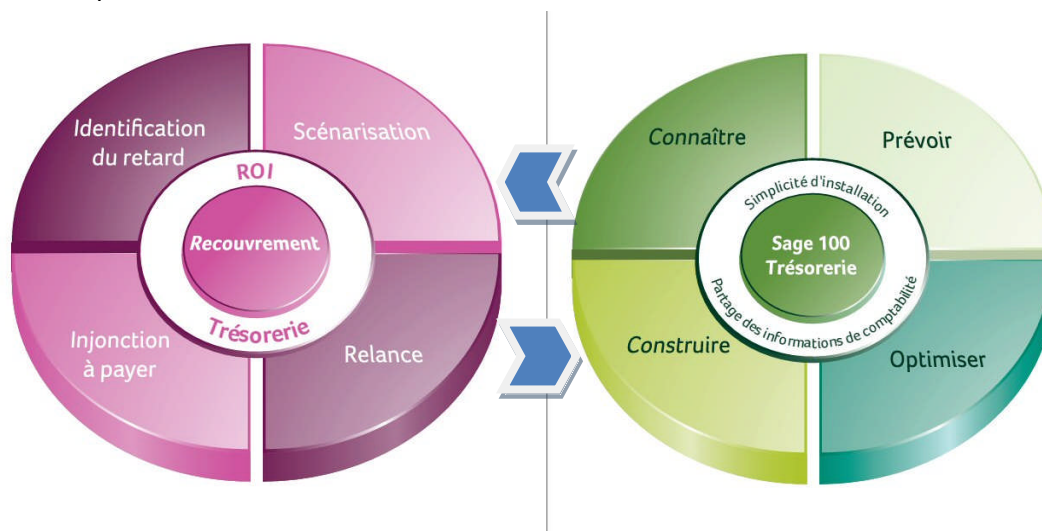 Identification
du retard
Scénarisation
ROI
Recouvrement
Trésorerie
Injonction
à payer
Relance
Connaître
Prévoir
Simplicité d'installation
Sage 100
Trésorerie
Partage des informations de comptabilité
Construire
Optimiser